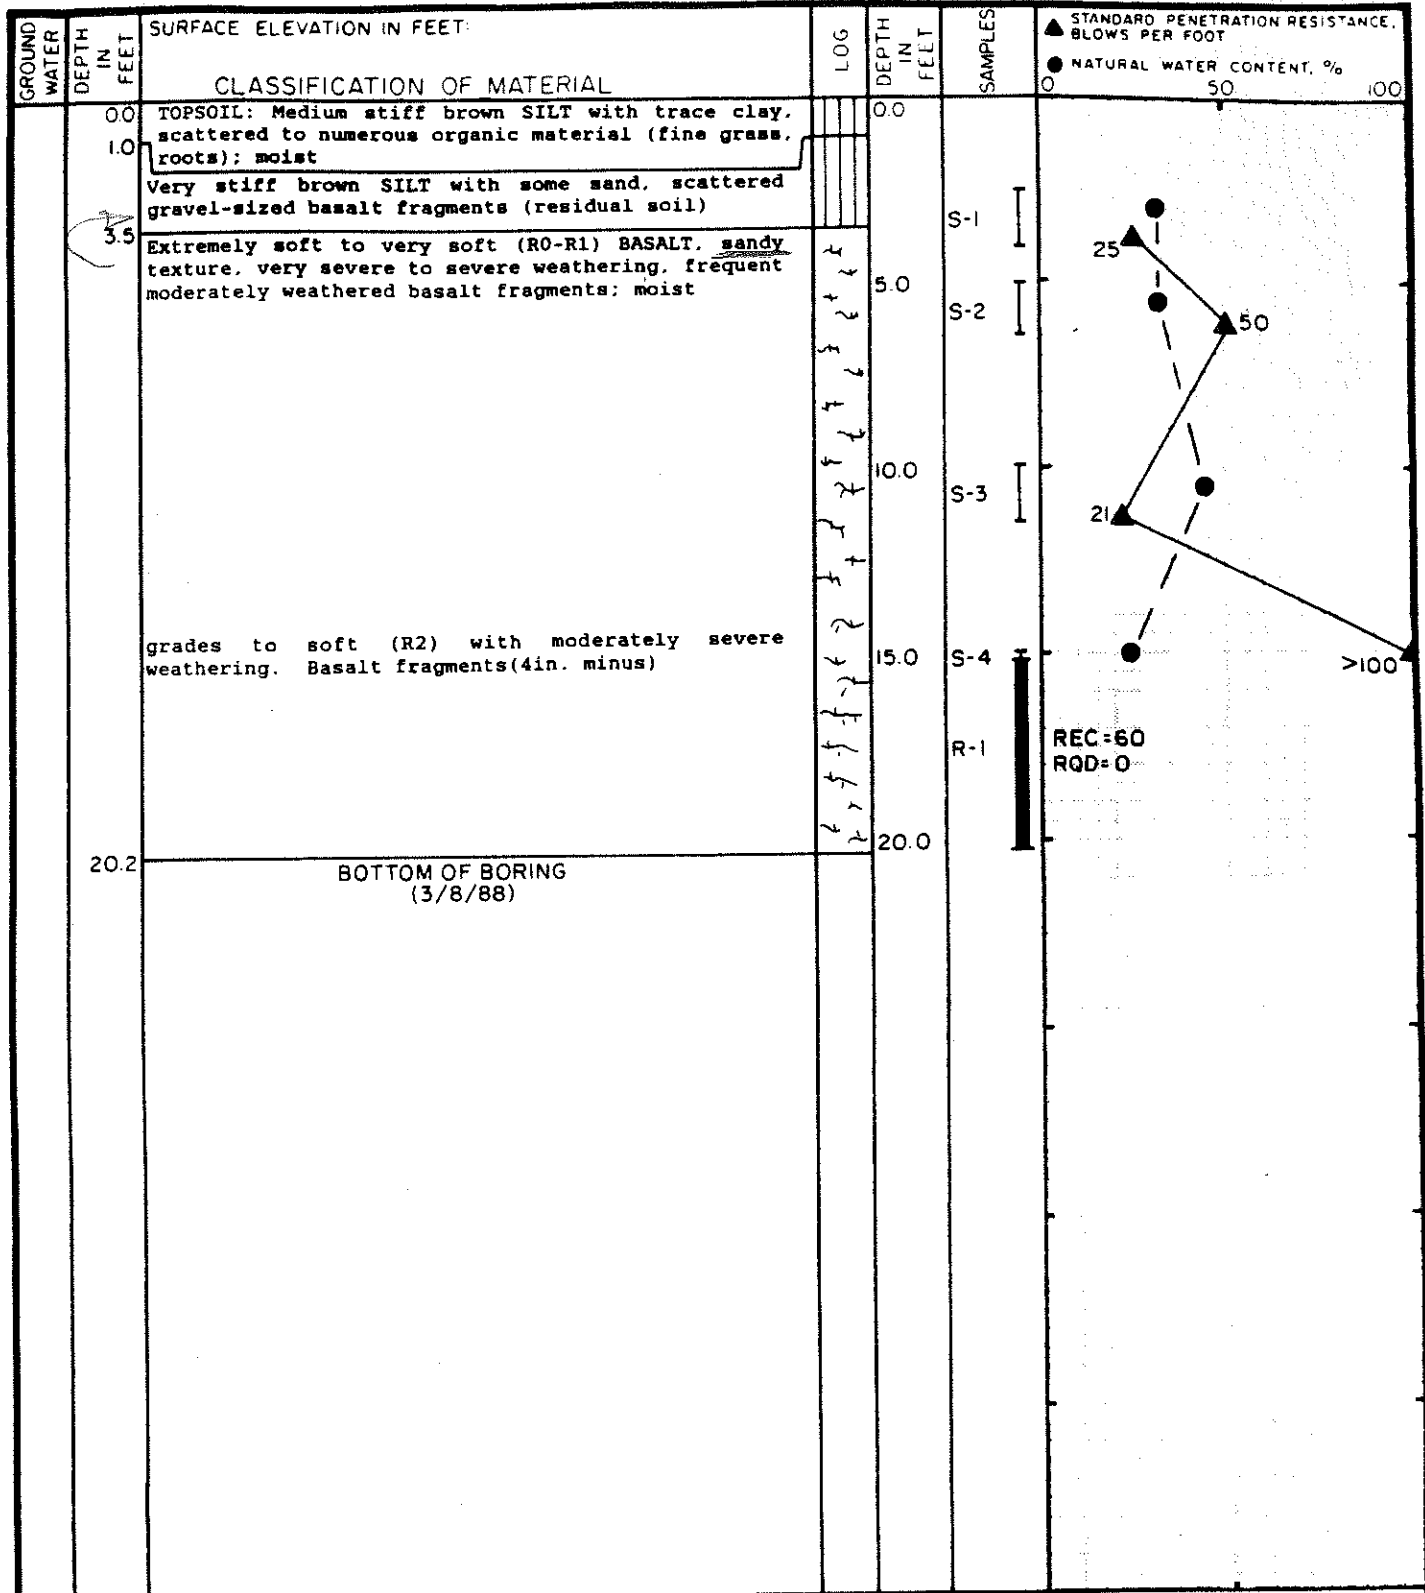 GROUND WATER
DEPTH IN FEET
SURFACE ELEVATION IN FEET:
CLASSIFICATION OF MATERIAL
LOG
DEPTH IN FEET
SAMPLES
▲ STANDARD PENETRATION RESISTANCE,
BLOWS PER FOOT
● NATURAL WATER CONTENT, %
0 50 100
0.0 TOPSOIL: Medium stiff brown SILT with trace clay, 0.0
scattered to numerous organic material (fine grass,
1.0 roots); moist
Very stiff brown SILT with some sand, scattered
gravel-sized basalt fragments (residual soil)
S-1
3.5 Extremely soft to very soft (R0-R1) BASALT, sandy
25
texture, very severe to severe weathering, frequent
moderately weathered basalt fragments; moist
5.0
S-2
50
10.0
S-3
21
grades to soft (R2) with moderately severe
weathering. Basalt fragments(4in. minus)
15.0 S-4
>100
R-1
REC=60
RQD=0
20.0
20.2 BOTTOM OF BORING
(3/8/88)